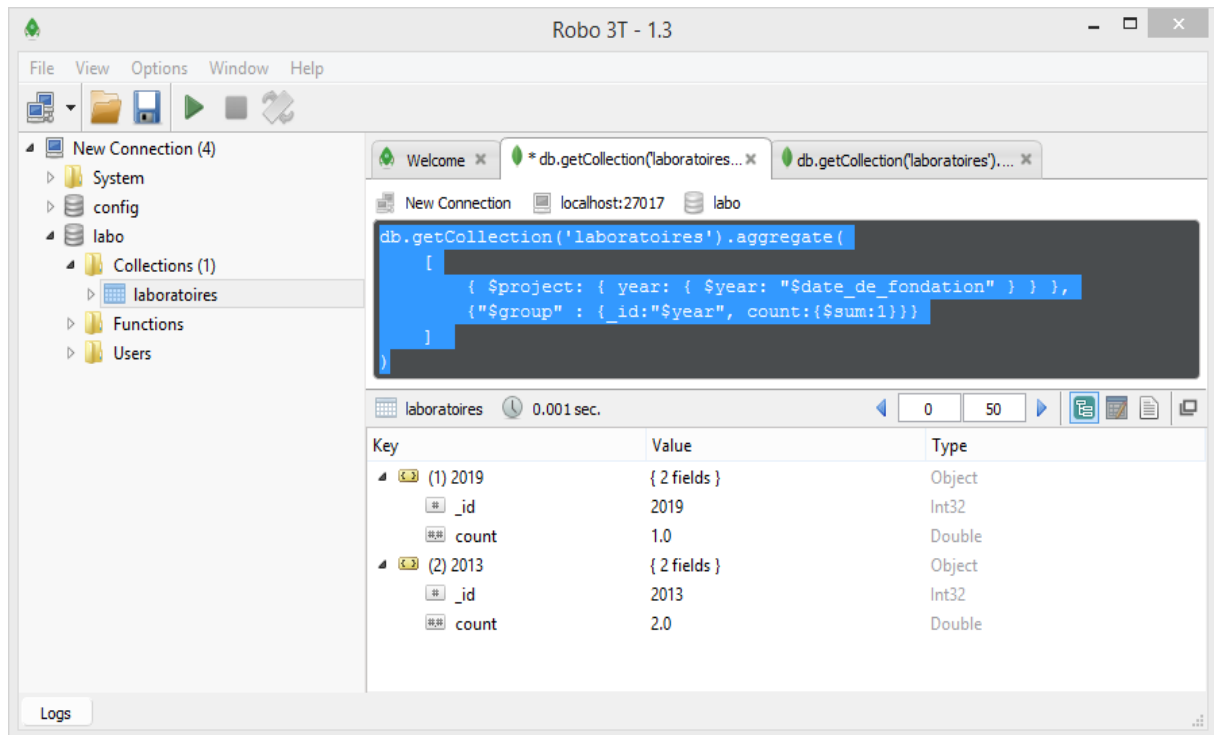 Robo 3T - 1.3
File View Options Window Help
New Connection (4)
System
config
labo
Collections (1)
laboratoires
Functions
Users
Welcome * db.getCollection('laboratoires... db.getCollection('laboratoires')....
New Connection localhost:27017 labo
db.getCollection('laboratoires').aggregate(
[
{ $project: { year: { $year: "$date_de_fondation" } } },
{"$group" : {_id:"$year", count:{$sum:1}}}
]
)
laboratoires 0.001 sec. 0 50
Key Value Type
(1) 2019 { 2 fields } Object
_id 2019 Int32
count 1.0 Double
(2) 2013 { 2 fields } Object
_id 2013 Int32
count 2.0 Double
Logs